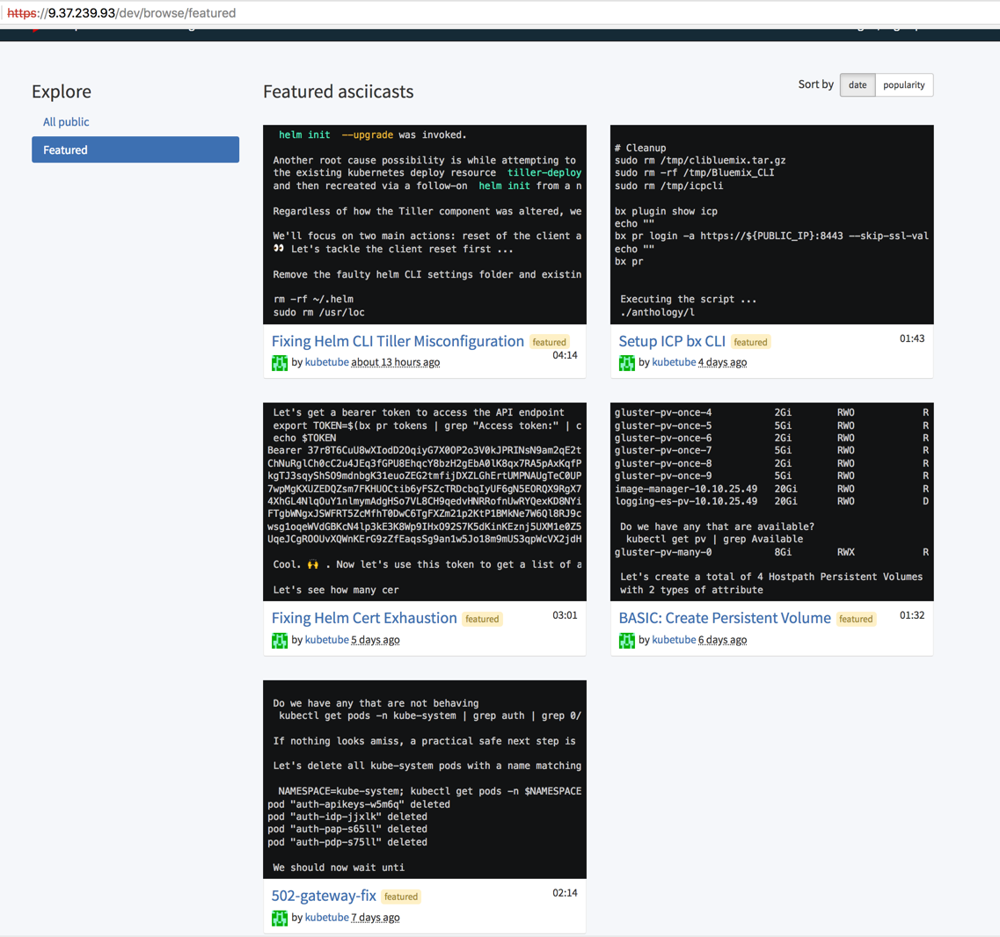 https://9.37.239.93/dev/browse/featured
Explore
All public
Featured
Featured asciicasts
Sort by date popularity
helm init --upgrade was invoked.
Another root cause possibility is while attempting to
the existing kubernetes deploy resource tiller-deploy
and then recreated via a follow-on helm init from a n
Regardless of how the Tiller component was altered, we
We'll focus on two main actions: reset of the client a
👀 Let's tackle the client reset first ...
Remove the faulty helm CLI settings folder and existin
rm -rf ~/.helm
sudo rm /usr/loc
Fixing Helm CLI Tiller Misconfiguration featured
04:14
by kubetube about 13 hours ago
# Cleanup
sudo rm /tmp/clibluemix.tar.gz
sudo rm -rf /tmp/Bluemix_CLI
sudo rm /tmp/icpcli
bx plugin show icp
echo ""
bx pr login -a https://${PUBLIC_IP}:8443 --skip-ssl-val
echo ""
bx pr
Executing the script ...
./anthology/l
Setup ICP bx CLI featured
01:43
by kubetube 4 days ago
Let's get a bearer token to access the API endpoint
export TOKEN=$(bx pr tokens | grep "Access token:" | c
echo $TOKEN
Bearer 37r8T6CuU8wXIodD2OqiyG7X0OP2o3V0kJPRINsN9am2qE2t
ChNuRglCh0cC2u4JEq3fGPU8EhqcY8bzH2gEbA0lK8qx7RA5pAxKqfP
kgTJ3sqyShSO9mdnbgK31euoZEG2tmfijDXZLGhErtUMPNAUgTeC0UP
7wpMgKXUZEDQZsm7FKHUOCtib6yFSZcTRDcbqIyUF6gN5EORQX9RgX7
4XhGL4NlqOuY1nlmymAdgHSo7VL8CH9qedvHNRRofnUwRYQexKD8NYi
FTgbWNgxJSWFRT5ZcMfhT0DwC6TgFXZm21p2KtP1BMkNe7W6Ql8RJ9c
wsg1oqeWVdGBKcN4lp3kE3K8Wp9IHxO92S7K5dKinKEznj5UXM1e0Z5
UqeJCgROOUvXQWnKErG9zZfEaqsSg9an1w5Jo18m9mUS3qpWcVX2jdH
Cool. 🙌 . Now let's use this token to get a list of a
Let's see how many cer
Fixing Helm Cert Exhaustion featured
03:01
by kubetube 5 days ago
gluster-pv-once-4 2Gi RWO R
gluster-pv-once-5 5Gi RWO R
gluster-pv-once-6 2Gi RWO R
gluster-pv-once-7 5Gi RWO R
gluster-pv-once-8 2Gi RWO R
gluster-pv-once-9 5Gi RWO R
image-manager-10.10.25.49 20Gi RWO R
logging-es-pv-10.10.25.49 20Gi RWO D
Do we have any that are available?
kubectl get pv | grep Available
gluster-pv-many-0 8Gi RWX R
Let's create a total of 4 Hostpath Persistent Volumes
with 2 types of attribute
BASIC: Create Persistent Volume featured
01:32
by kubetube 6 days ago
Do we have any that are not behaving
kubectl get pods -n kube-system | grep auth | grep 0/
If nothing looks amiss, a practical safe next step is
Let's delete all kube-system pods with a name matching
NAMESPACE=kube-system; kubectl get pods -n $NAMESPACE
pod "auth-apikeys-w5m6q" deleted
pod "auth-idp-jjxlk" deleted
pod "auth-pap-s65ll" deleted
pod "auth-pdp-s75ll" deleted
We should now wait unti
502-gateway-fix featured
02:14
by kubetube 7 days ago